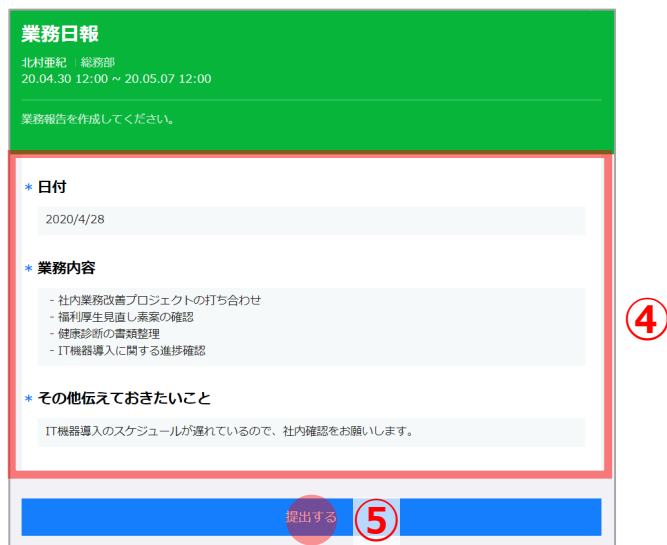 業務日報
北村亜紀 | 総務部
20.04.30 12:00 ~ 20.05.07 12:00
業務報告を作成してください。
* 日付
2020/4/28
* 業務内容
- 社内業務改善プロジェクトの打ち合わせ
- 福利厚生見直し素案の確認
- 健康診断の書類整理
- IT機器導入に関する進捗確認
④
* その他伝えておきたいこと
IT機器導入のスケジュールが遅れているので、社内確認をお願いします。
提出する ⑤